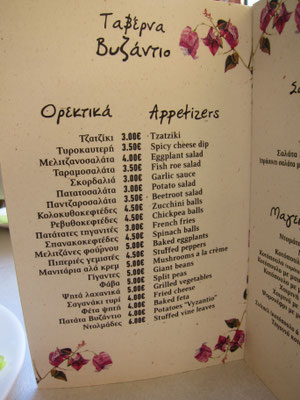 Ταβέρνα
Βυζάντιο
Ορεκτικά Appetizers
Τζατζίκι 3.00€ Tzatziki
Τυροκαυτερή 3.50€ Spicy cheese dip
Μελιτζανοσαλάτα 4.00€ Eggplant salad
Ταραμοσαλάτα 3.50€ Fish roe salad
Σκορδαλιά 3.00€ Garlic sauce
Πατατοσαλάτα 3.50€ Potato salad
Παντζαροσαλάτα 3.50€ Beetroot salad
Κολοκυθοκεφτέδες 4.50€ Zucchini balls
Ρεβυθοκεφτέδες 4.50€ Chickpea balls
Πατάτες τηγανιτές 3.00€ French fries
Σπανακοκεφτέδες 4.50€ Spinach balls
Μελιτζάνες φούρνου 5.00€ Baked eggplants
Πιπεριές γεμιστές 4.50€ Stuffed peppers
Μανιτάρια αλά κρεμ 5.00€ Mushrooms a la crème
Γίγαντες 5.00€ Giant beans
Φάβα 5.00€ Split peas
Ψητά λαχανικά 5.00€ Grilled vegetables
Σαγανάκι τυρί 4.00€ Fried cheese
Φέτα ψητή 4.00€ Baked feta
Πατάτα Βυζάντιο 4.00€ Potatoes "Vyzantio"
Ντολμάδες 4.00€ Stuffed vine leaves